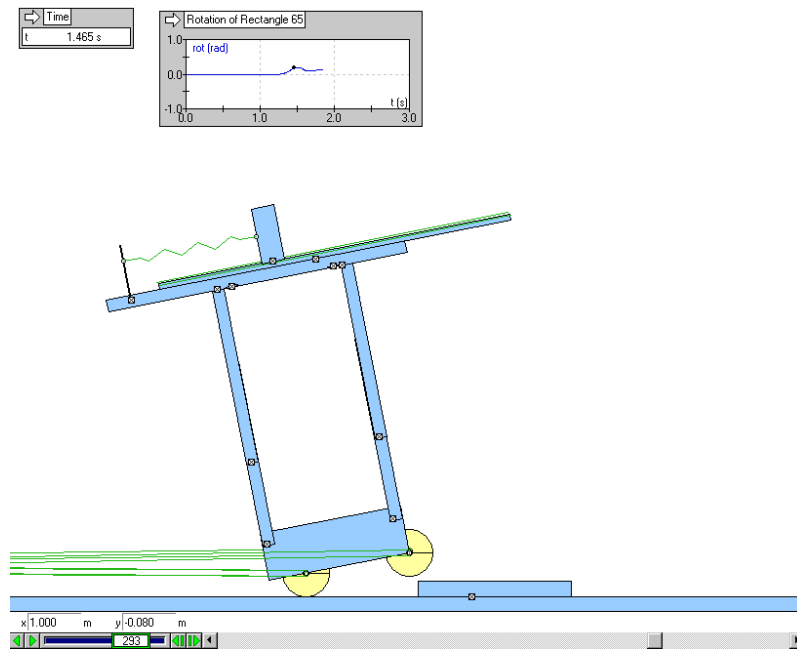 Time
t 1.465 s
Rotation of Rectangle 65
rot (rad)
1.0
0.0
-1.0
t (s)
0.0 1.0 2.0 3.0
x 1.000 m y -0.080 m
293